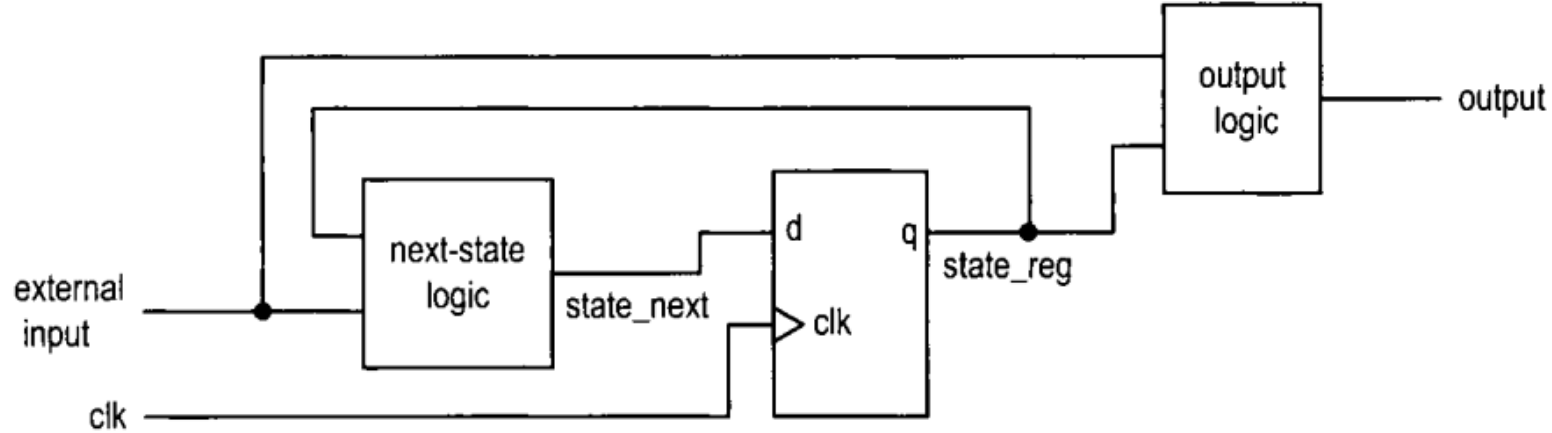 output
logic
output
next-state
logic
d
q
state_reg
external
input
state_next
clk
clk